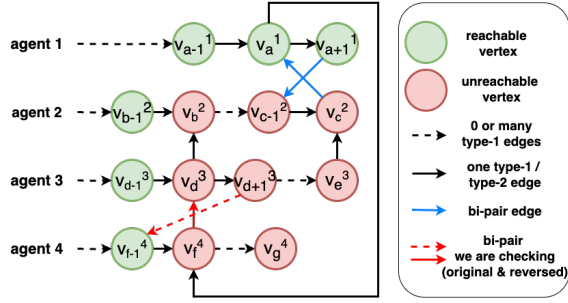 agent 1
v_{a-1}^1
v_a^1
v_{a+1}^1
agent 2
v_{b-1}^2
v_b^2
v_{c-1}^2
v_c^2
agent 3
v_{d-1}^3
v_d^3
v_{d+1}^3
v_e^3
agent 4
v_{f-1}^4
v_f^4
v_g^4
reachable
vertex
unreachable
vertex
0 or many
type-1 edges
one type-1 /
type-2 edge
bi-pair edge
bi-pair
we are checking
(original & reversed)